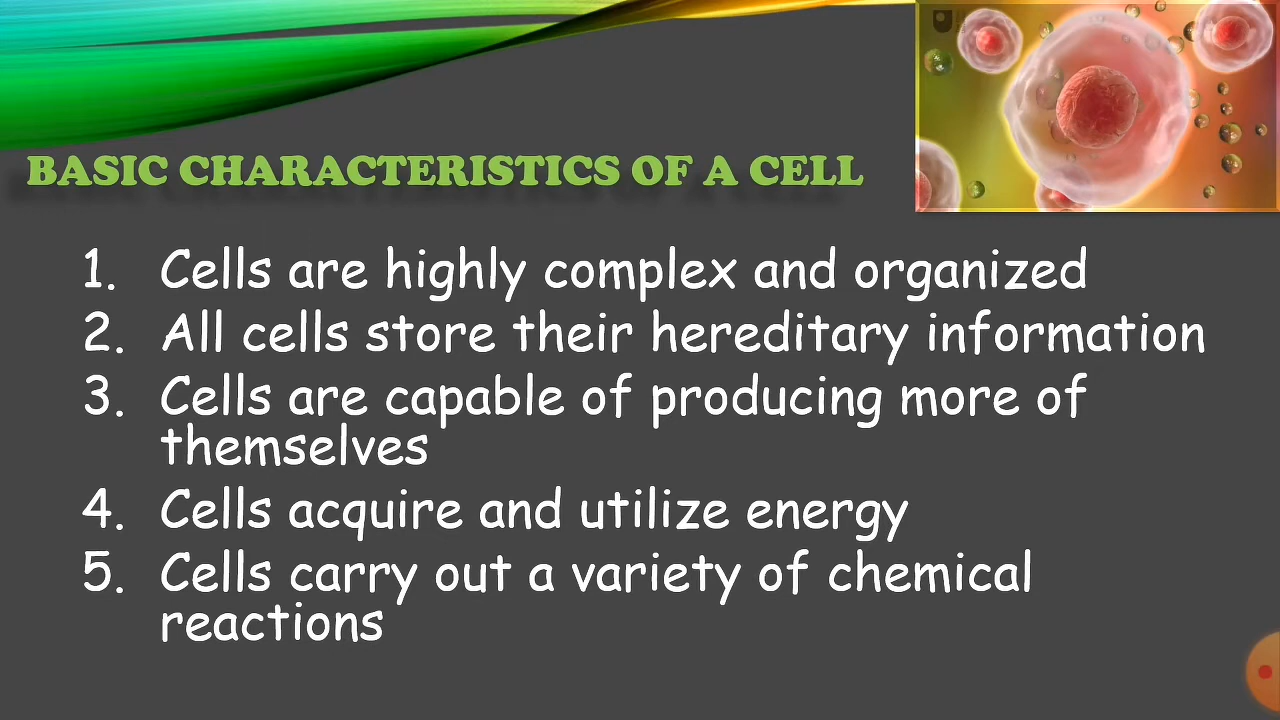 BASIC CHARACTERISTICS OF A CELL
1. Cells are highly complex and organized
2. All cells store their hereditary information
3. Cells are capable of producing more of
themselves
4. Cells acquire and utilize energy
5. Cells carry out a variety of chemical
reactions